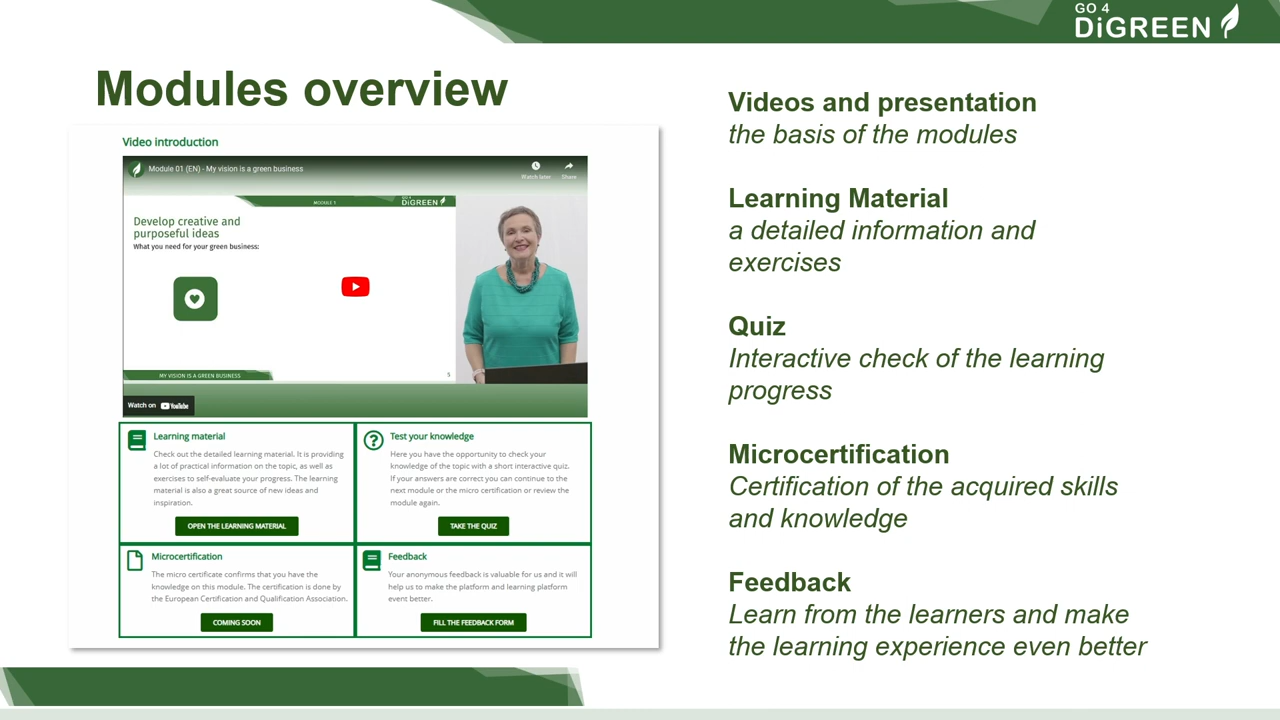 GO 4
DiGREEN
Modules overview
Video introduction
Module 01 (EN) - My vision is a green business
Watch later
Share
MODULE 1
GO 4
DiGREEN
Develop creative and
purposeful ideas
What you need for your green business:
MY VISION IS A GREEN BUSINESS
5
Watch on YouTube
Learning material
Check out the detailed learning material. It is providing
a lot of practical information on the topic, as well as
exercises to self-evaluate your progress. The learning
material is also a great source of new ideas and
inspiration.
OPEN THE LEARNING MATERIAL
Test your knowledge
Here you have the opportunity to check your
knowledge of the topic with a short interactive quiz.
If your answers are correct you can continue to the
next module or the micro certification or review the
module again.
TAKE THE QUIZ
Microcertification
The micro certificate confirms that you have the
knowledge on this module. The certification is done by
the European Certification and Qualification Association.
COMING SOON
Feedback
Your anonymous feedback is valuable for us and it will
help us to make the platform and learning platform
event better.
FILL THE FEEDBACK FORM
Videos and presentation
the basis of the modules
Learning Material
a detailed information and
exercises
Quiz
Interactive check of the learning
progress
Microcertification
Certification of the acquired skills
and knowledge
Feedback
Learn from the learners and make
the learning experience even better